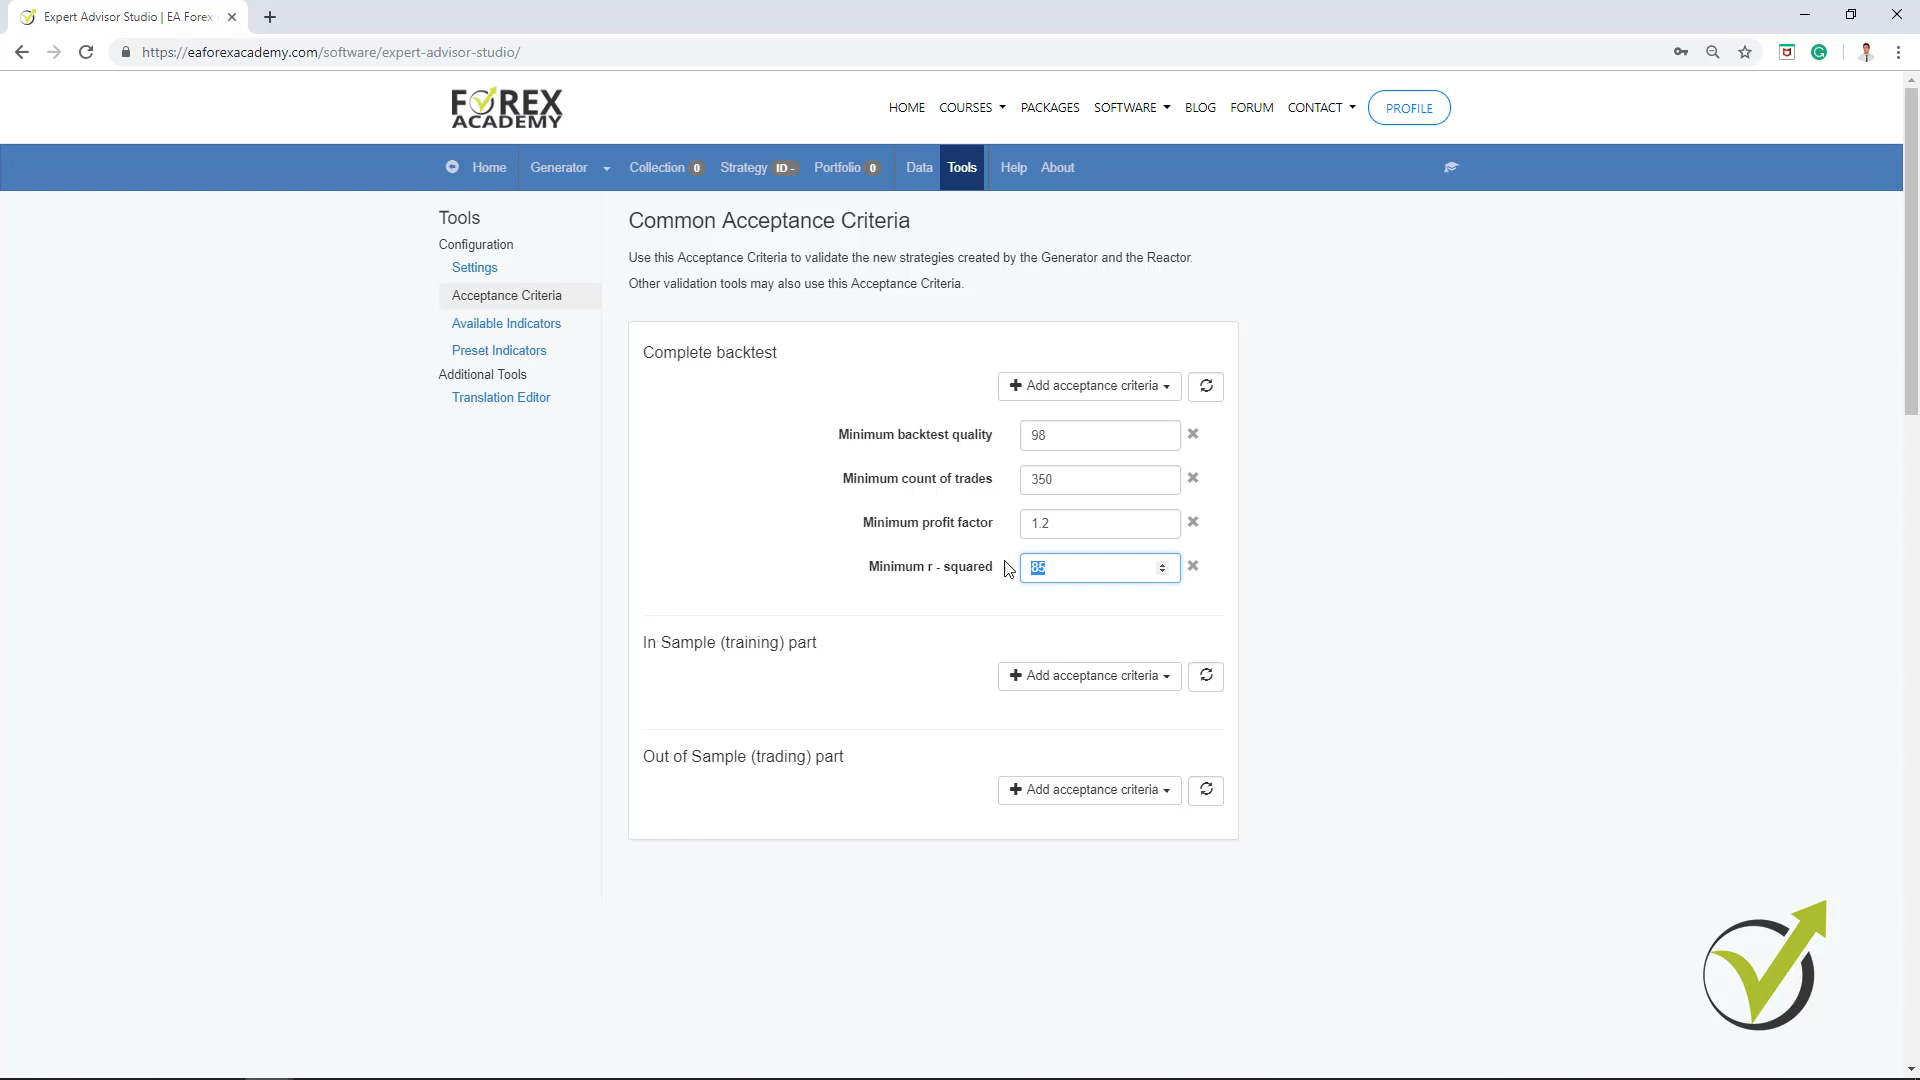 Expert Advisor Studio | EA Forex
https://eaforexacademy.com/software/expert-advisor-studio/
FOREX
ACADEMY
HOME COURSES PACKAGES SOFTWARE BLOG FORUM CONTACT PROFILE
Home Generator Collection 0 Strategy ID - Portfolio 0 Data Tools Help About
Tools
Configuration
Settings
Acceptance Criteria
Available Indicators
Preset Indicators
Additional Tools
Translation Editor
Common Acceptance Criteria
Use this Acceptance Criteria to validate the new strategies created by the Generator and the Reactor.
Other validation tools may also use this Acceptance Criteria.
Complete backtest
Add acceptance criteria
Minimum backtest quality 98
Minimum count of trades 350
Minimum profit factor 1.2
Minimum r - squared 85
In Sample (training) part
Add acceptance criteria
Out of Sample (trading) part
Add acceptance criteria